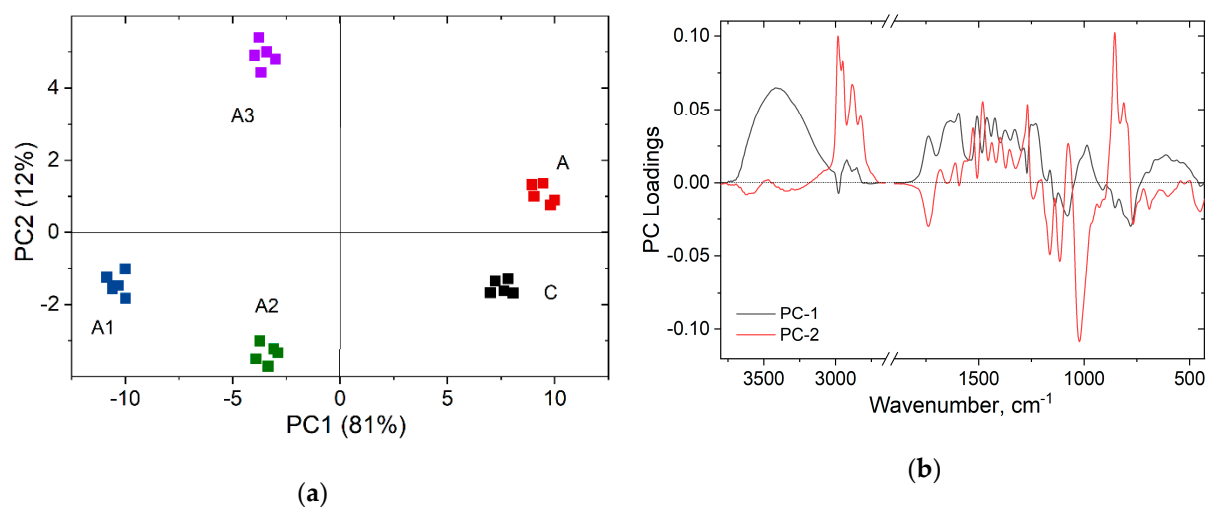 A3
A
A1
A2
C
PC2 (12%)
4
2
0
-2
-10
-5
0
5
10
PC1 (81%)
(a)
PC Loadings
0.10
0.05
0.00
-0.05
-0.10
PC-1
PC-2
3500
3000
1500
1000
500
Wavenumber, cm⁻¹
(b)